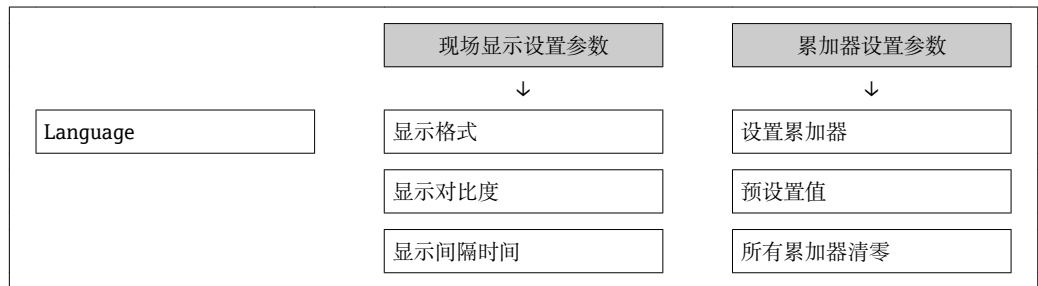 现场显示设置参数
累加器设置参数
↓
↓
Language
显示格式
设置累加器
显示对比度
预设置值
显示间隔时间
所有累加器清零